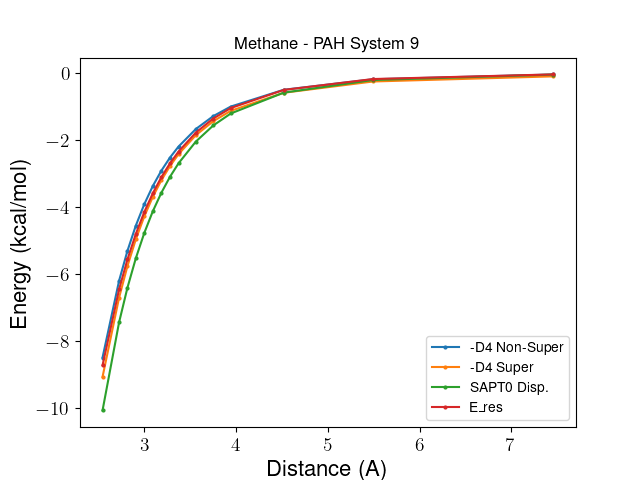 Methane - PAH System 9
Energy (kcal/mol)
0
−2
−4
−6
−8
−10
3
4
5
6
7
Distance (A)
-D4 Non-Super
-D4 Super
SAPT0 Disp.
E_res